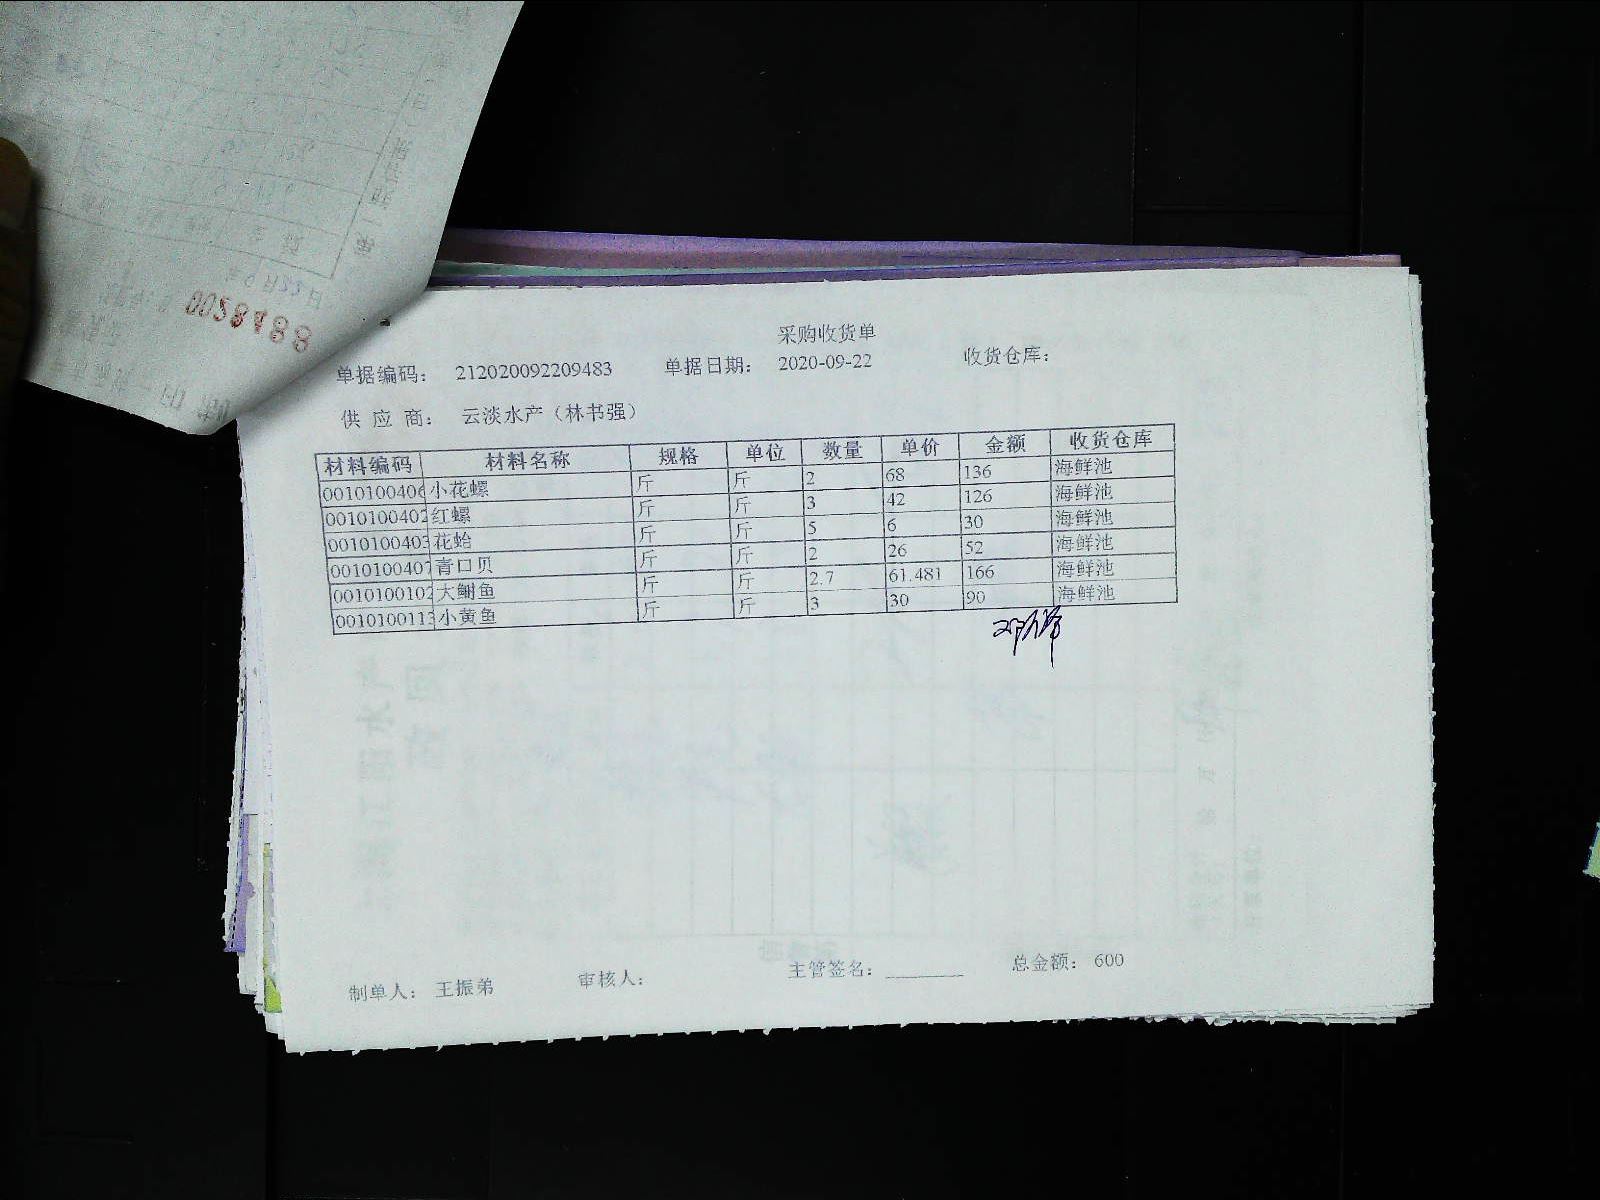 采购收货单
单据编码： 212020092209483 单据日期： 2020-09-22 收货仓库：
供 应 商： 云淡水产（林书强）
材料编码 材料名称 规格 单位 数量 单价 金额 收货仓库
0010100406 小花螺 斤 斤 2 68 136 海鲜池
0010100402 红螺 斤 斤 3 42 126 海鲜池
0010100403 花蛤 斤 斤 5 6 30 海鲜池
0010100407 青口贝 斤 斤 2 26 52 海鲜池
0010100102 大鲥鱼 斤 斤 2.7 61.481 166 海鲜池
0010100113 小黄鱼 斤 斤 3 30 90 海鲜池
制单人： 王振弟 审核人： 主管签名： 总金额： 600
0028488
9月22日